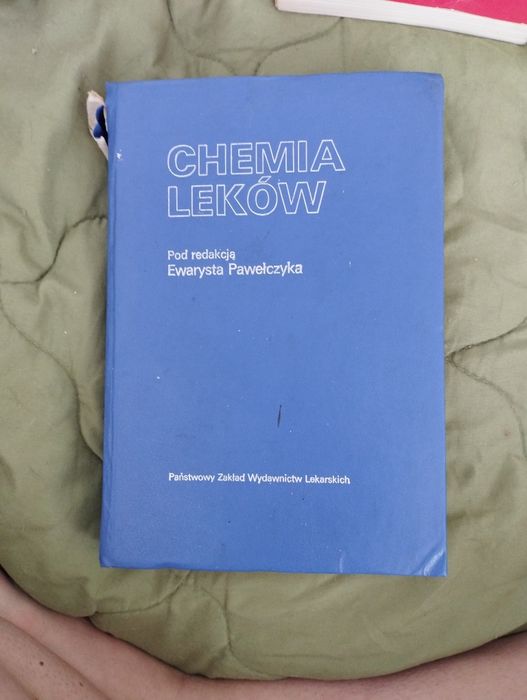 CHEMIA
LEKÓW
Pod redakcją
Ewarysta Pawełczyka
Państwowy Zakład Wydawnictw Lekarskich